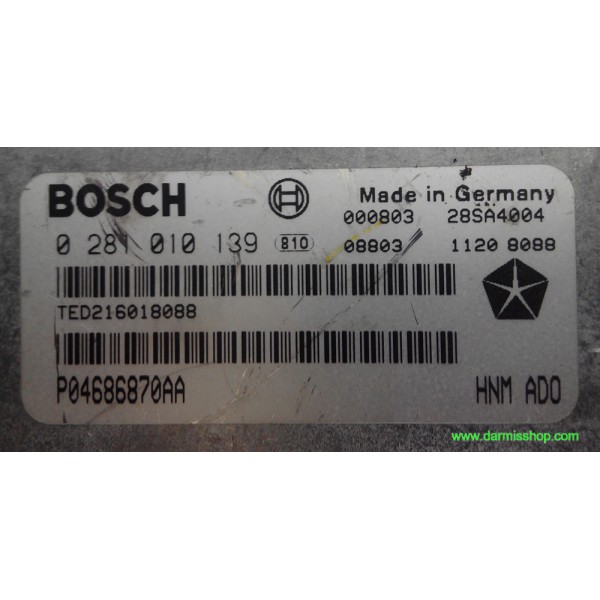 BOSCH Made in Germany
000803 28SA4004
0 281 010 139 810 08803 1120 8088
TED216018088
P04686870AA HNM ADO
www.darmisshop.com